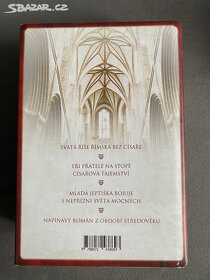 SBAZAR.CZ
SVATÁ ŘÍŠE ŘÍMSKÁ BEZ CÍSAŘE
TŘI PŘÁTELÉ NA STOPĚ
CÍSAŘOVA TAJEMSTVÍ
MLADÁ JEPTIŠKA BOJUJE
S NEPŘÍZNÍ SVĚTA MOCNÝCH
NAPÍNAVÝ ROMÁN Z OBDOBÍ STŘEDOVĚKU